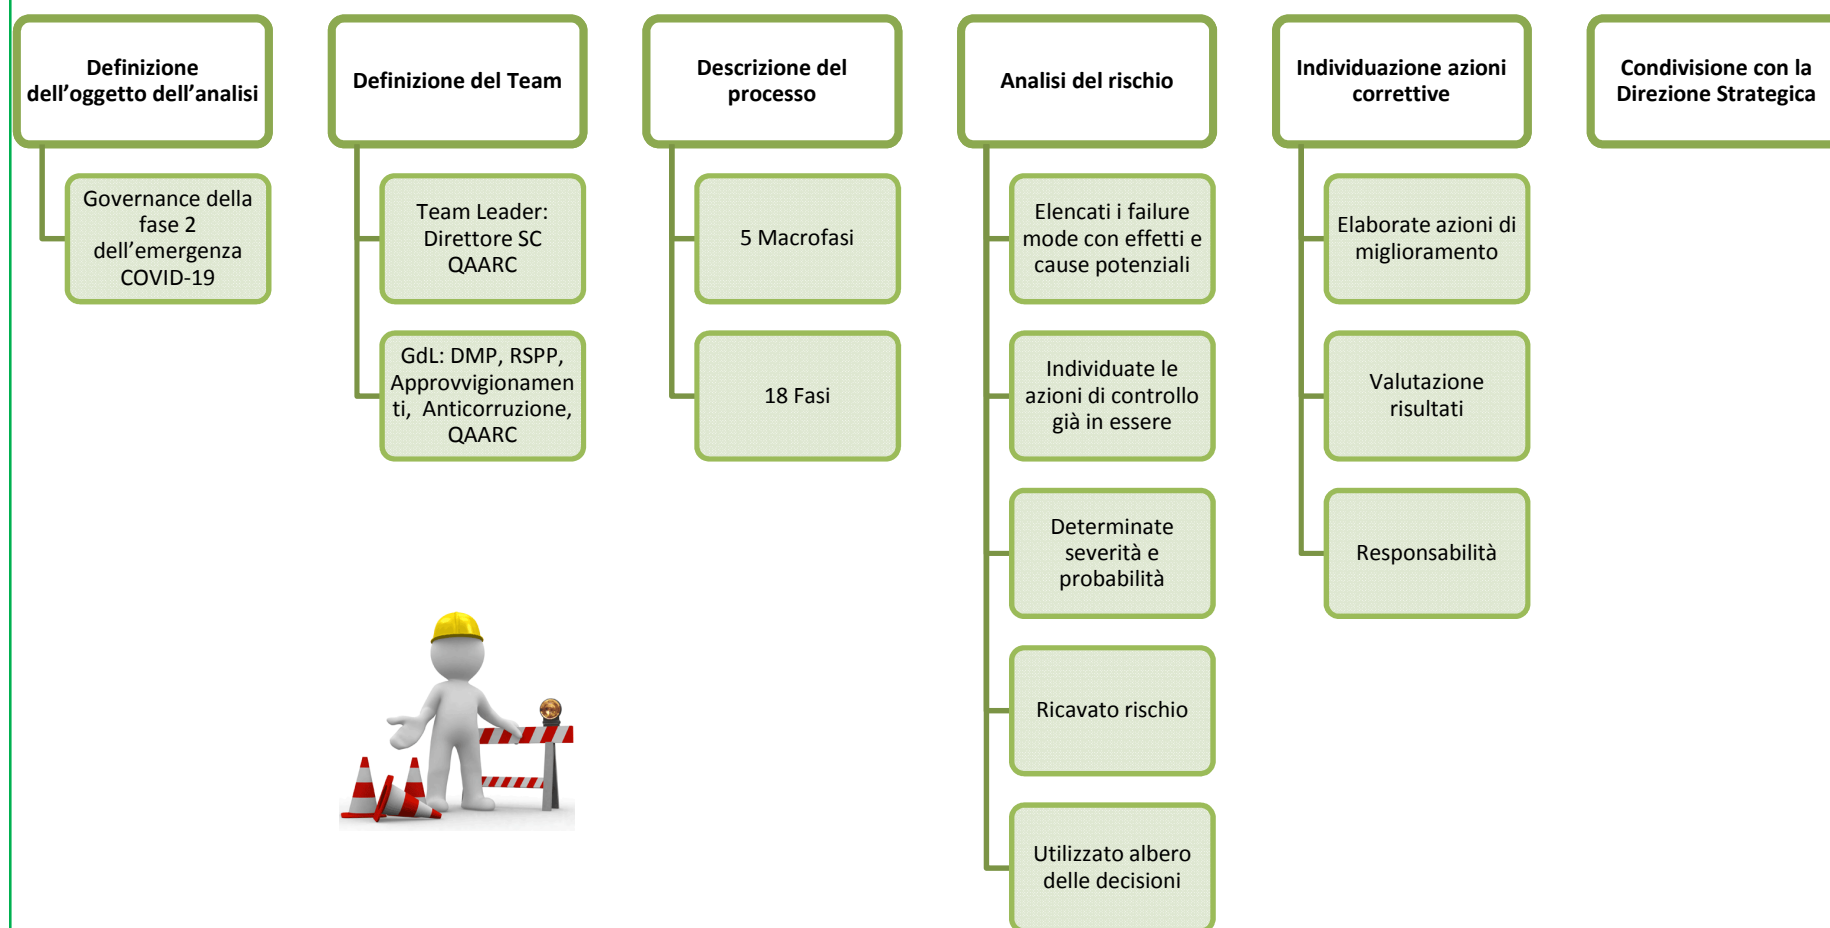 Definizione
dell’oggetto dell’analisi
Governance della
fase 2
dell’emergenza
COVID-19
Definizione del Team
Team Leader:
Direttore SC
QAARC
GdL: DMP, RSPP,
Approvvigionamen
ti, Anticorruzione,
QAARC
Descrizione del
processo
5 Macrofasi
18 Fasi
Analisi del rischio
Elencati i failure
mode con effetti e
cause potenziali
Individuate le
azioni di controllo
già in essere
Determinate
severità e
probabilità
Ricavato rischio
Utilizzato albero
delle decisioni
Individuazione azioni
correttive
Elaborate azioni di
miglioramento
Valutazione
risultati
Responsabilità
Condivisione con la
Direzione Strategica